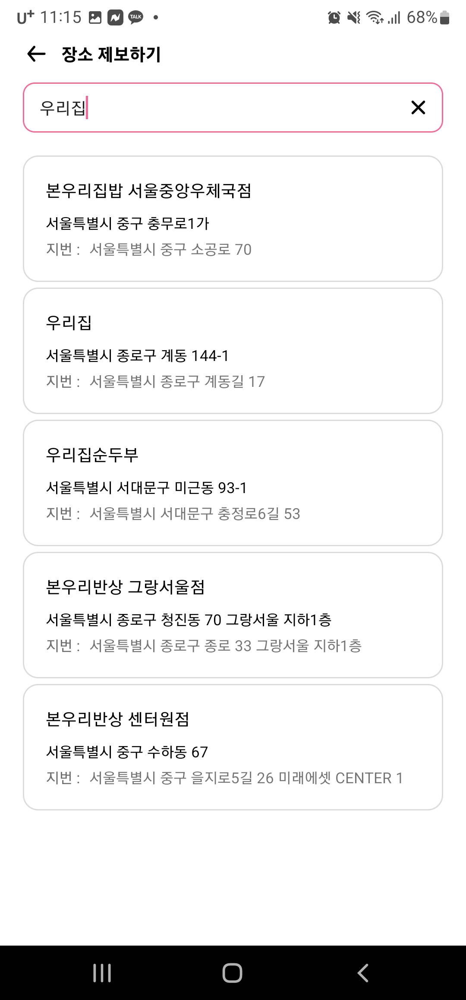 U+ 11:15 TALK 68%
장소 제보하기
우리집
본우리집밥 서울중앙우체국점
서울특별시 중구 충무로1가
지번 : 서울특별시 중구 소공로 70
우리집
서울특별시 종로구 계동 144-1
지번 : 서울특별시 종로구 계동길 17
우리집순두부
서울특별시 서대문구 미근동 93-1
지번 : 서울특별시 서대문구 충정로6길 53
본우리반상 그랑서울점
서울특별시 종로구 청진동 70 그랑서울 지하1층
지번 : 서울특별시 종로구 종로 33 그랑서울 지하1층
본우리반상 센터원점
서울특별시 중구 수하동 67
지번 : 서울특별시 중구 을지로5길 26 미래에셋 CENTER 1